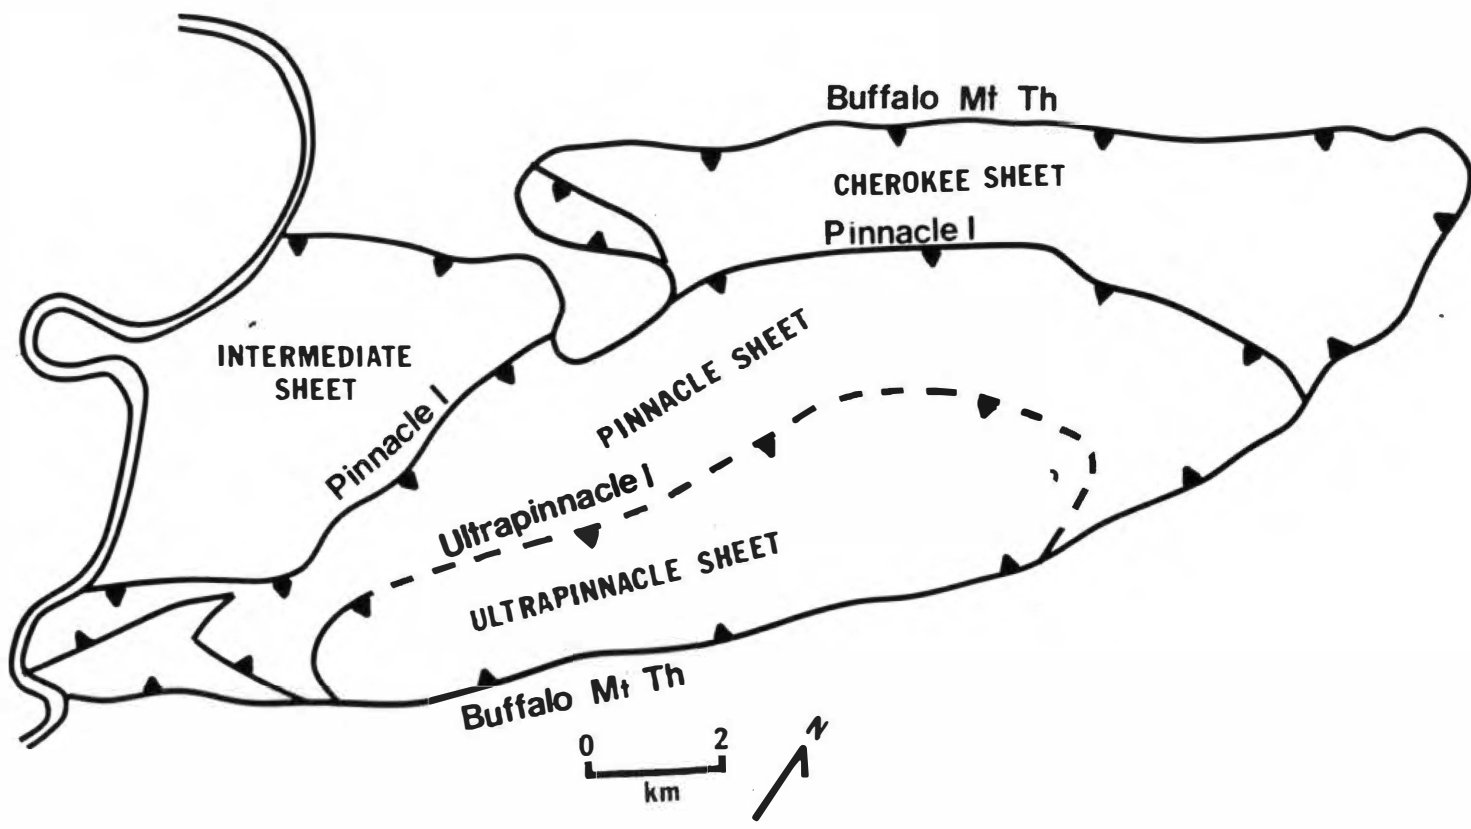 Buffalo Mt Th
CHEROKEE SHEET
Pinnacle I
INTERMEDIATE
SHEET
PINNACLE SHEET
Pinnacle I
Ultrapinnacle I
ULTRAPINNACLE SHEET
Buffalo Mt Th
0 2
km
N